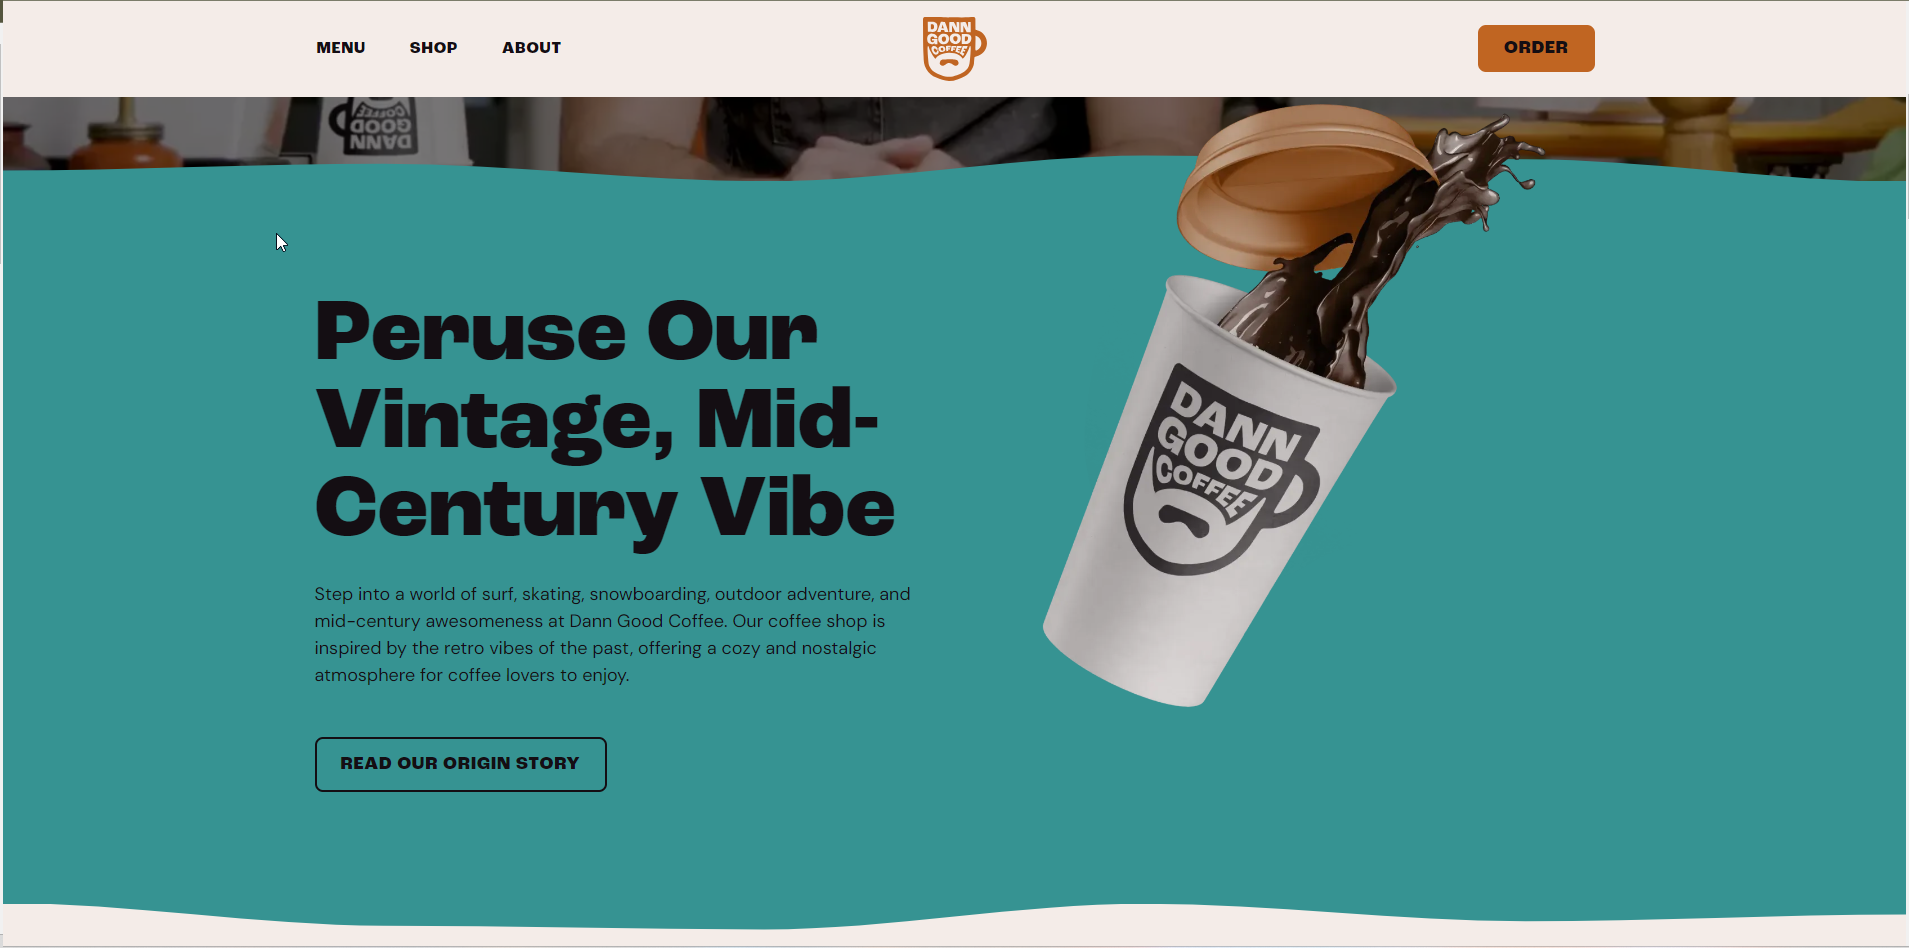 MENU SHOP ABOUT
DANN
GOOD
COFFEE
ORDER
DANN
GOOD
COFFEE
Peruse Our
Vintage, Mid-
Century Vibe
DANN
GOOD
COFFEE
Step into a world of surf, skating, snowboarding, outdoor adventure, and
mid-century awesomeness at Dann Good Coffee. Our coffee shop is
inspired by the retro vibes of the past, offering a cozy and nostalgic
atmosphere for coffee lovers to enjoy.
READ OUR ORIGIN STORY